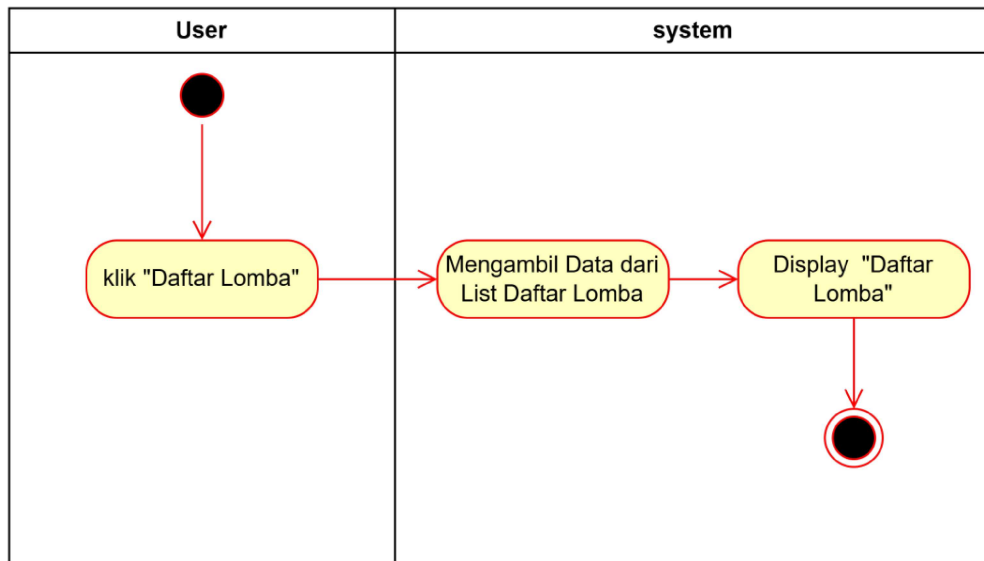 User
system
klik "Daftar Lomba"
Mengambil Data dari
List Daftar Lomba
Display "Daftar
Lomba"